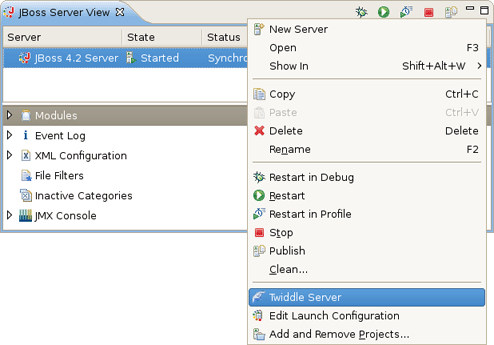 JBoss Server View
Server State Status
JBoss 4.2 Server Started Synchro
Modules
Event Log
XML Configuration
File Filters
Inactive Categories
JMX Console
New Server
Open F3
Show In Shift+Alt+W
Copy Ctrl+C
Paste Ctrl+V
Delete Delete
Rename F2
Restart in Debug
Restart
Restart in Profile
Stop
Publish
Clean...
Twiddle Server
Edit Launch Configuration
Add and Remove Projects...